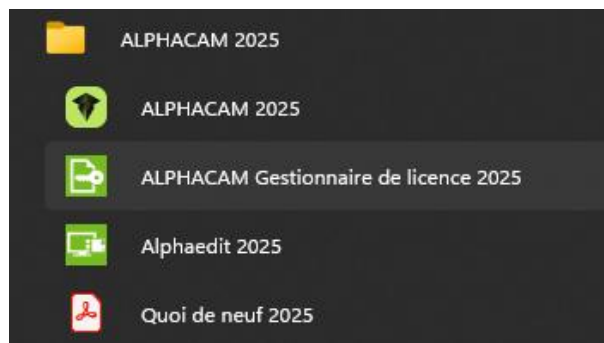 ALPHACAM 2025
ALPHACAM 2025
ALPHACAM Gestionnaire de licence 2025
Alphaedit 2025
Quoi de neuf 2025